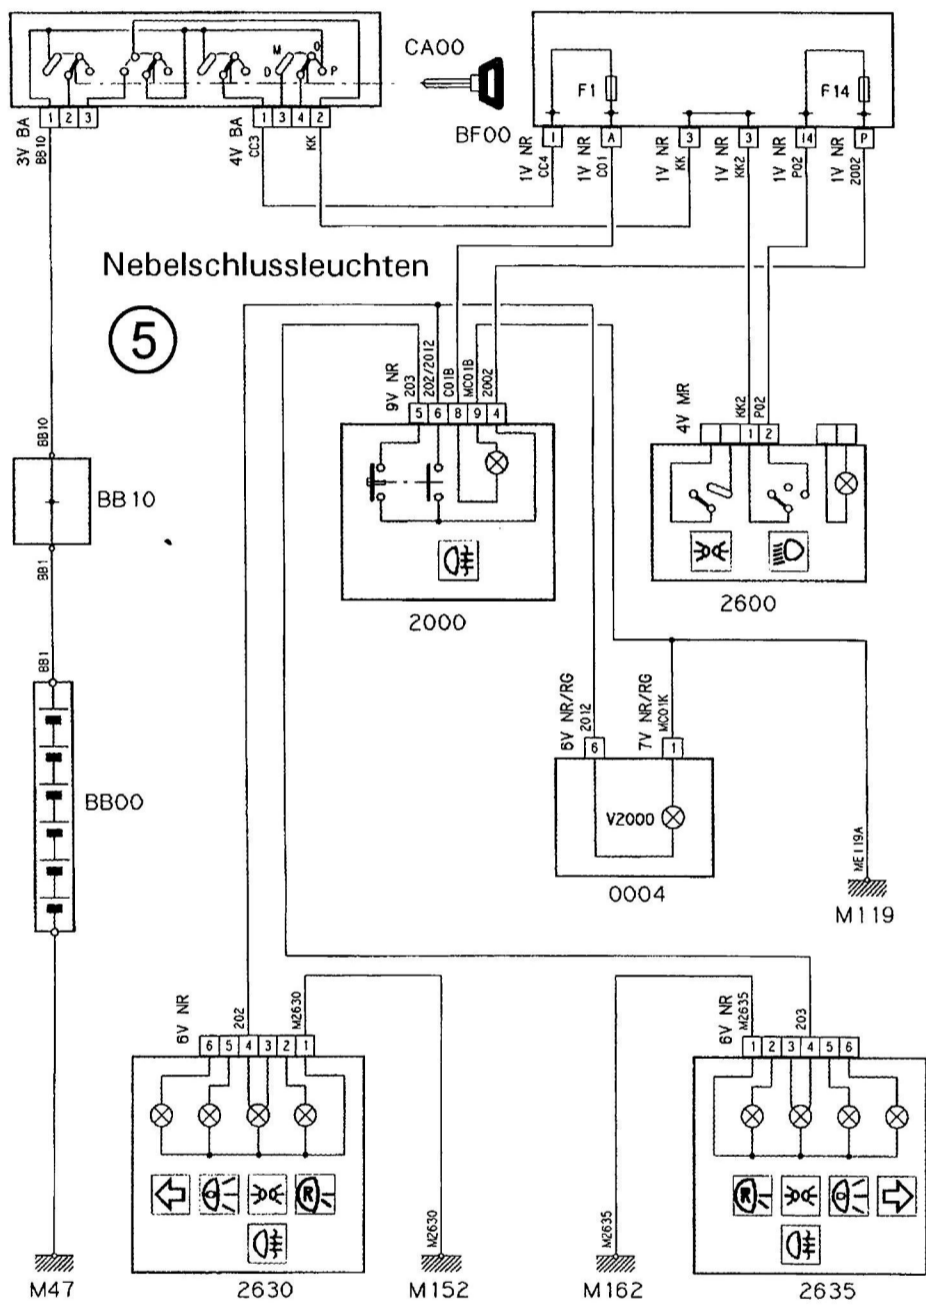 CA00
M
O
D
P
F1
F14
BF00
1 2 3
1 3 4 2
1 A 3 3 14 P
3V BA
BB10
4V BA
CC3
KK
1V NR
CC4
1V NR
C01
1V NR
KK
1V NR
KK2
1V NR
P02
1V NR
2002
Nebelschlussleuchten
5
9V NR
203
202/2012
C01B
MC01B
2002
5 6 8 9 4
4V MR
KK2
P02
1 2
BB10
BB10
BB1
2000
2600
BB1
BB00
6V NR/RG
2012
7V NR/RG
MC01K
6
1
V2000
0004
ME119A
M119
6V NR
202
M2630
6 5 4 3 2 1
6V NR
M2635
203
1 2 3 4 5 6
R
R
M2630
M2635
M47
2630
M152
M162
2635